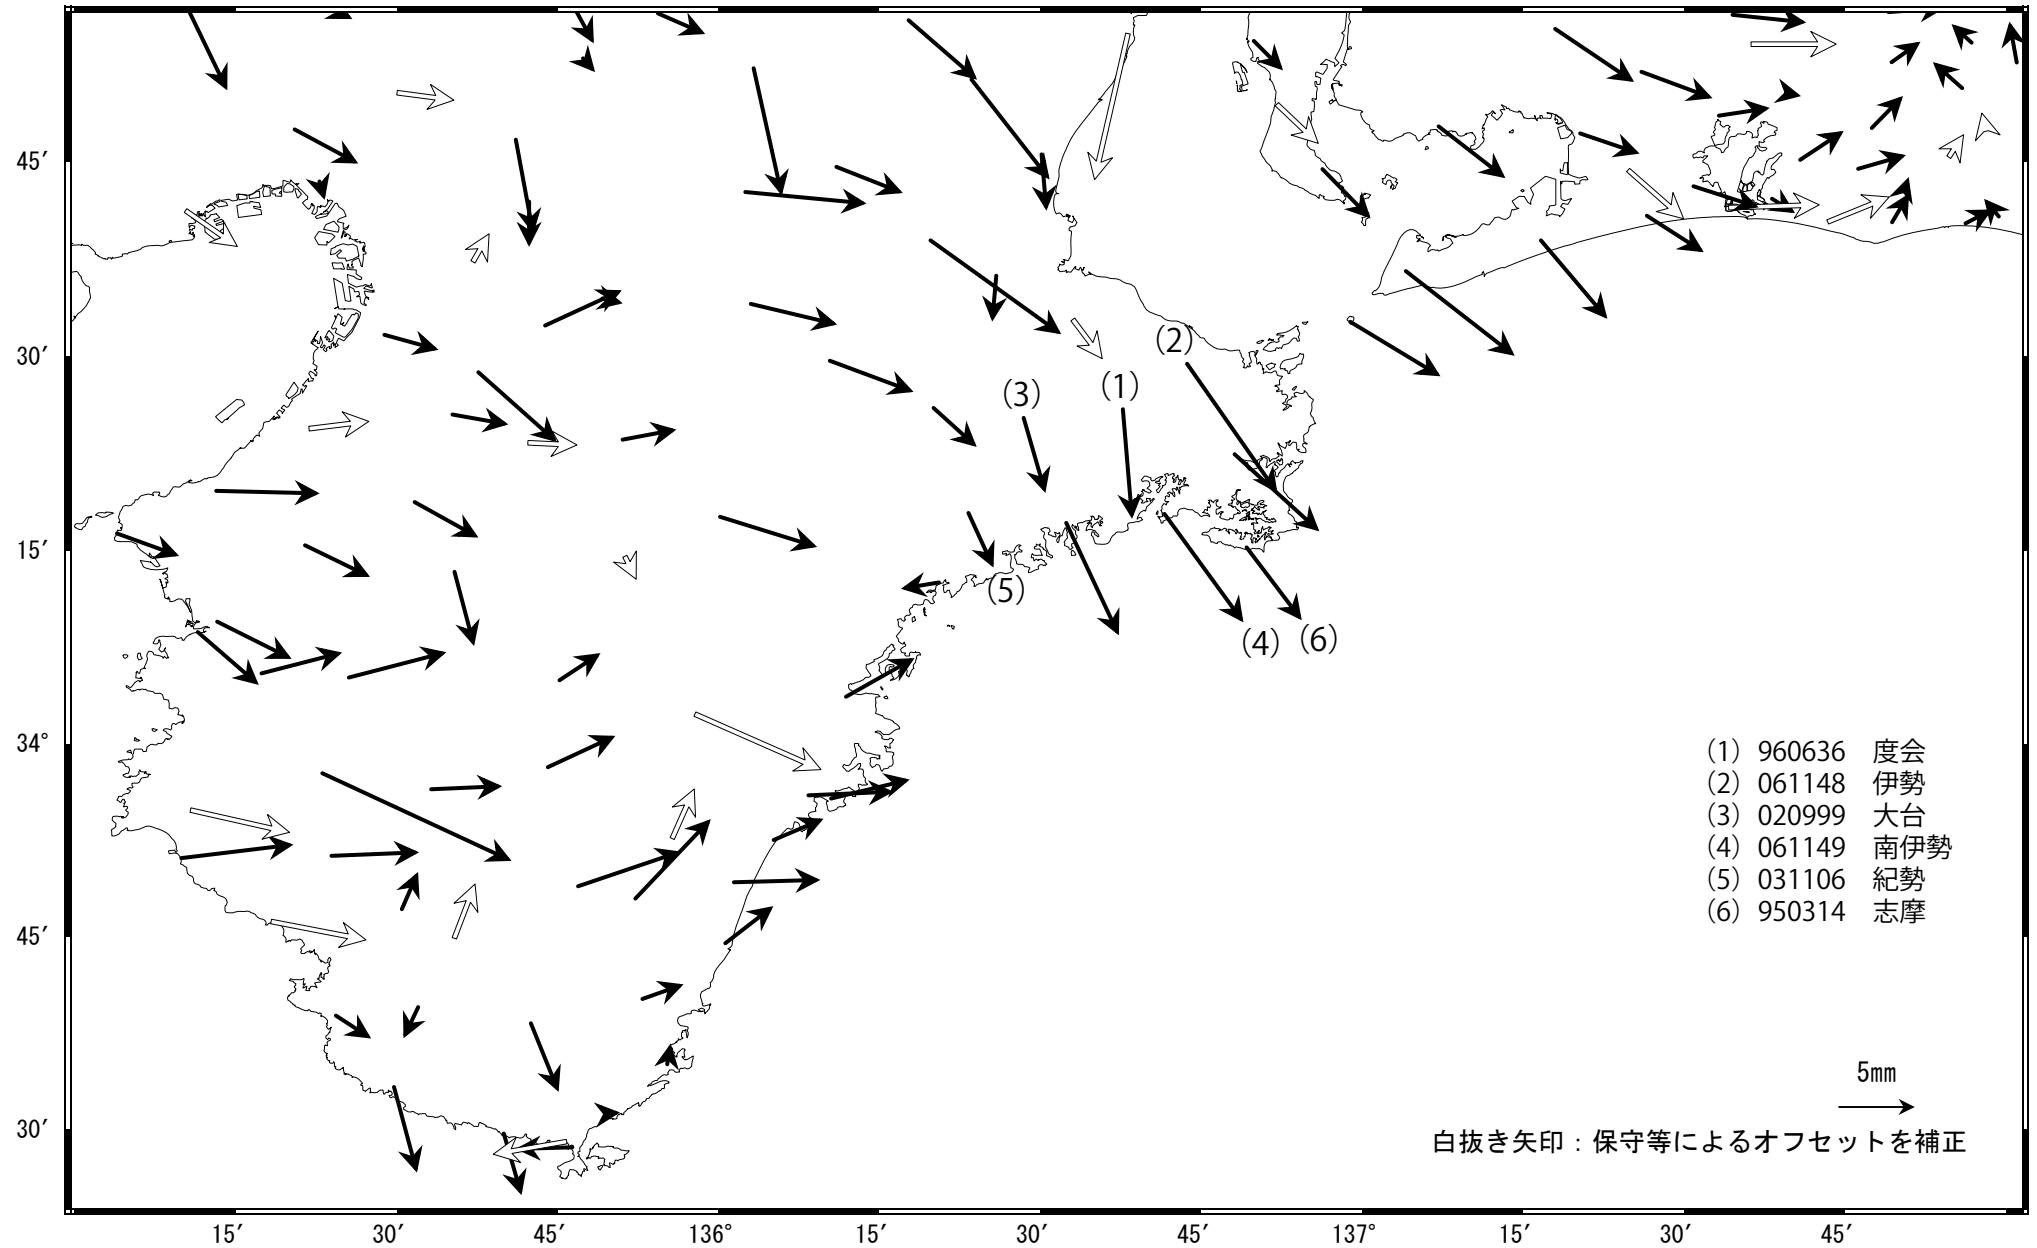 45′
30′
15′
34°
45′
30′
15′
30′
45′
136°
15′
30′
45′
137°
15′
30′
45′
（2）
（1）
（3）
（5）
（4）
（6）
（1）960636　度会
（2）061148　伊勢
（3）020999　大台
（4）061149　南伊勢
（5）031106　紀勢
（6）950314　志摩
5mm
白抜き矢印：保守等によるオフセットを補正